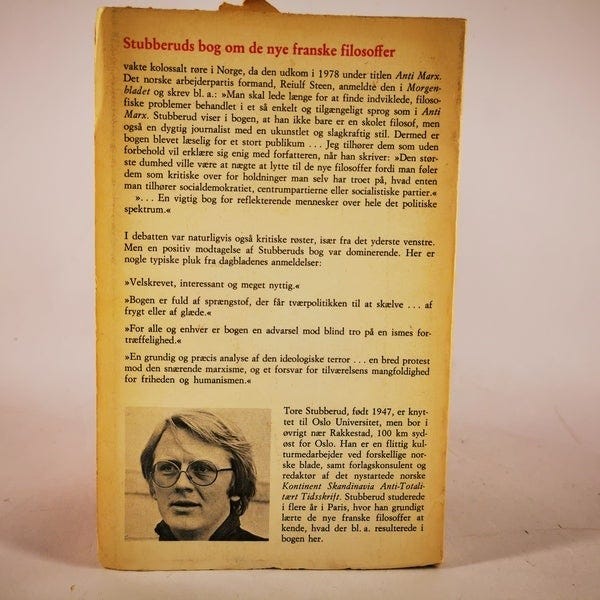 Stubberuds bog om de nye franske filosoffer
vakte kolossalt røre i Norge, da den udkom i 1978 under titlen Anti Marx.
Det norske arbejderpartis formand, Reiulf Steen, anmeldte den i Morgen-
bladet og skrev bl. a.: »Man skal lede længe for at finde indviklede, filoso-
fiske problemer behandlet i et så enkelt og tilgængeligt sprog som i Anti
Marx. Stubberud viser i bogen, at han ikke bare er en skolet filosof, men
også en dygtig journalist med en ukunstlet og slagkraftig stil. Dermed er
bogen blevet læselig for et stort publikum . . . Jeg tilhører dem som uden
forbehold vil erklære sig enig med forfatteren, når han skriver: »Den stør-
ste dumhed ville være at nægte at lytte til de nye filosoffer fordi man føler
dem som kritiske over for holdninger man selv har troet på, hvad enten
man tilhører socialdemokratiet, centrumpartierne eller socialistiske partier.«
». . . En vigtig bog for reflekterende mennesker over hele det politiske
spektrum.«
I debatten var naturligvis også kritiske røster, især fra det yderste venstre.
Men en positiv modtagelse af Stubberuds bog var dominerende. Her er
nogle typiske pluk fra dagbladenes anmeldelser:
»Velskrevet, interessant og meget nyttig.«
»Bogen er fuld af sprængstof, der får tværpolitikken til at skælve . . . af
frygt eller af glæde.«
»For alle og enhver er bogen en advarsel mod blind tro på en ismes for-
træffelighed.«
»En grundig og præcis analyse af den ideologiske terror . . . en bred protest
mod den snærende marxisme, og et forsvar for tilværelsens mangfoldighed
for friheden og humanismen.«
Tore Stubberud, født 1947, er knyt-
tet til Oslo Universitet, men bor i
øvrigt nær Rakkestad, 100 km syd-
øst for Oslo. Han er en flittig kul-
turmedarbejder ved forskellige nor-
ske blade, samt forlagskonsulent og
redaktør af det nystartede norske
Kontinent Skandinavia Anti-Totali-
tært Tidsskrift. Stubberud studerede
i flere år i Paris, hvor han grundigt
lærte de nye franske filosoffer at
kende, hvad der bl. a. resulterede i
bogen her.